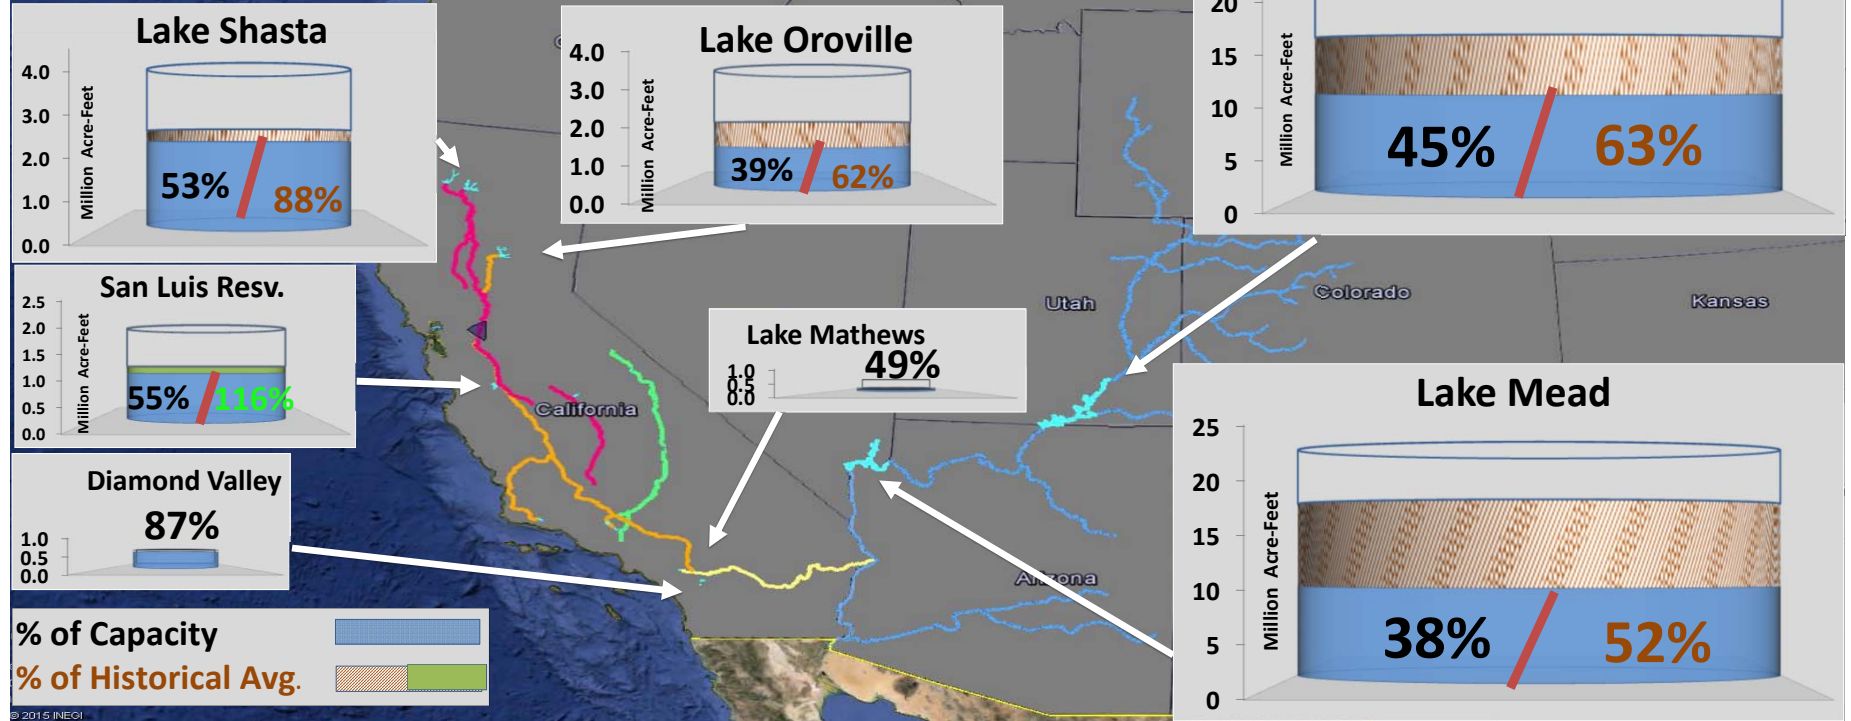 Lake Shasta
4.0
3.0
2.0
1.0
0.0
Million Acre-Feet
53%
88%
Lake Oroville
4.0
3.0
2.0
1.0
0.0
Million Acre-Feet
39%
62%
20
15
10
5
0
Million Acre-Feet
45%
63%
San Luis Resv.
2.5
2.0
1.5
1.0
0.5
0.0
Million Acre-Feet
55%
116%
Lake Mathews
49%
1.0
0.5
0.0
Utah
Colorado
Kansas
California
Arizona
Diamond Valley
87%
1.0
0.5
0.0
Lake Mead
25
20
15
10
5
0
Million Acre-Feet
38%
52%
% of Capacity
% of Historical Avg.
© 2015 INEGI